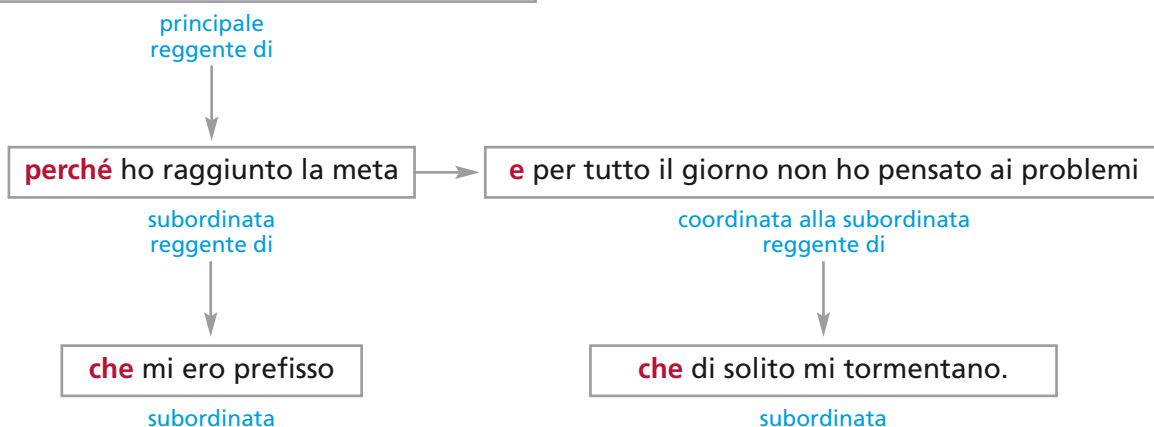 principale
reggente di
perché ho raggiunto la meta
e per tutto il giorno non ho pensato ai problemi
subordinata
reggente di
coordinata alla subordinata
reggente di
che mi ero prefisso
che di solito mi tormentano.
subordinata
subordinata